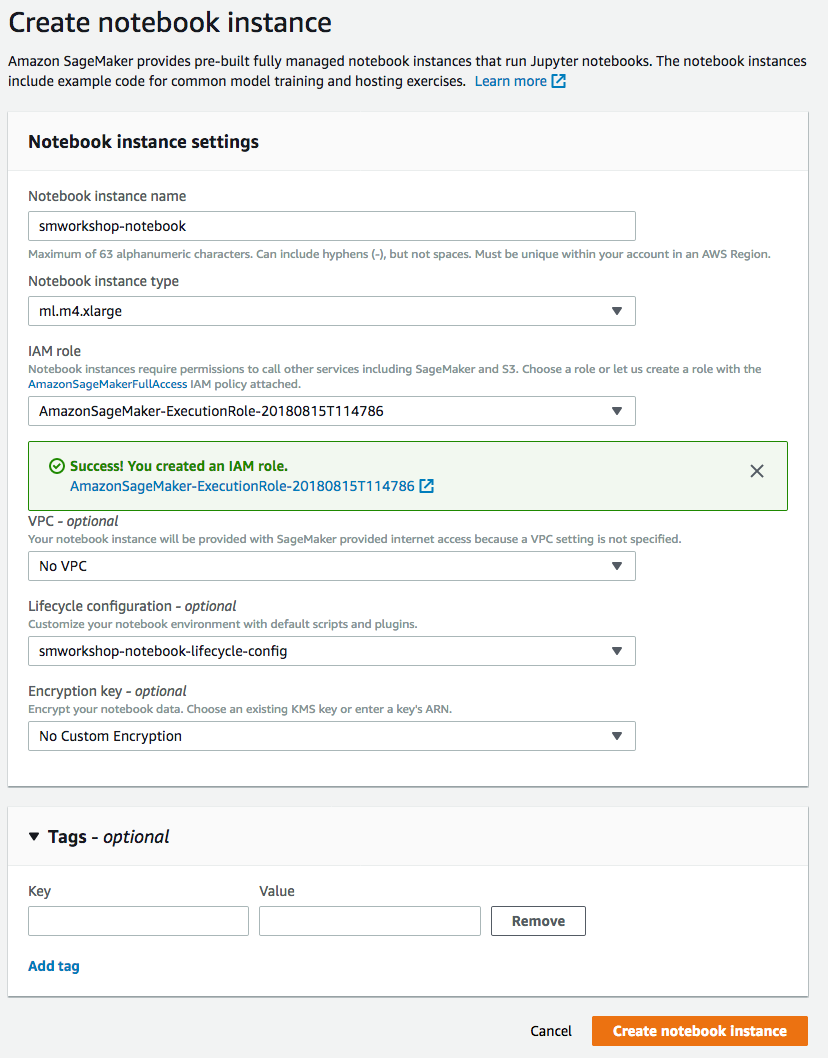 Create notebook instance
Amazon SageMaker provides pre-built fully managed notebook instances that run Jupyter notebooks. The notebook instances
include example code for common model training and hosting exercises. Learn more
Notebook instance settings
Notebook instance name
smworkshop-notebook
Maximum of 63 alphanumeric characters. Can include hyphens (-), but not spaces. Must be unique within your account in an AWS Region.
Notebook instance type
ml.m4.xlarge
IAM role
Notebook instances require permissions to call other services including SageMaker and S3. Choose a role or let us create a role with the
AmazonSageMakerFullAccess IAM policy attached.
AmazonSageMaker-ExecutionRole-20180815T114786
Success! You created an IAM role.
AmazonSageMaker-ExecutionRole-20180815T114786
VPC - optional
Your notebook instance will be provided with SageMaker provided internet access because a VPC setting is not specified.
No VPC
Lifecycle configuration - optional
Customize your notebook environment with default scripts and plugins.
smworkshop-notebook-lifecycle-config
Encryption key - optional
Encrypt your notebook data. Choose an existing KMS key or enter a key's ARN.
No Custom Encryption
Tags - optional
Key Value
Remove
Add tag
Cancel Create notebook instance